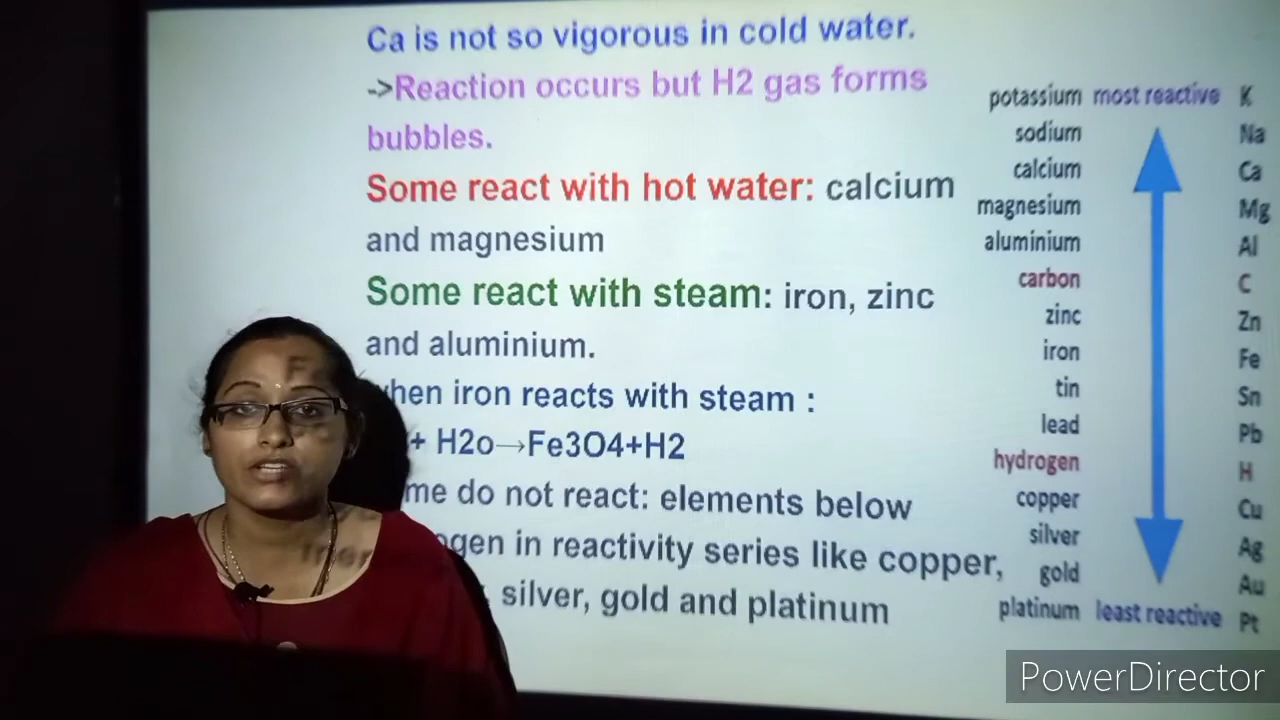 Ca is not so vigorous in cold water.
->Reaction occurs but H2 gas forms
bubbles.
Some react with hot water: calcium
and magnesium
Some react with steam: iron, zinc
and aluminium.
hen iron reacts with steam :
+ H2o→Fe3O4+H2
me do not react: elements below
gen in reactivity series like copper,
silver, gold and platinum
potassium most reactive K
sodium Na
calcium Ca
magnesium Mg
aluminium Al
carbon C
zinc Zn
iron Fe
tin Sn
lead Pb
hydrogen H
copper Cu
silver Ag
gold Au
platinum least reactive Pt
PowerDirector